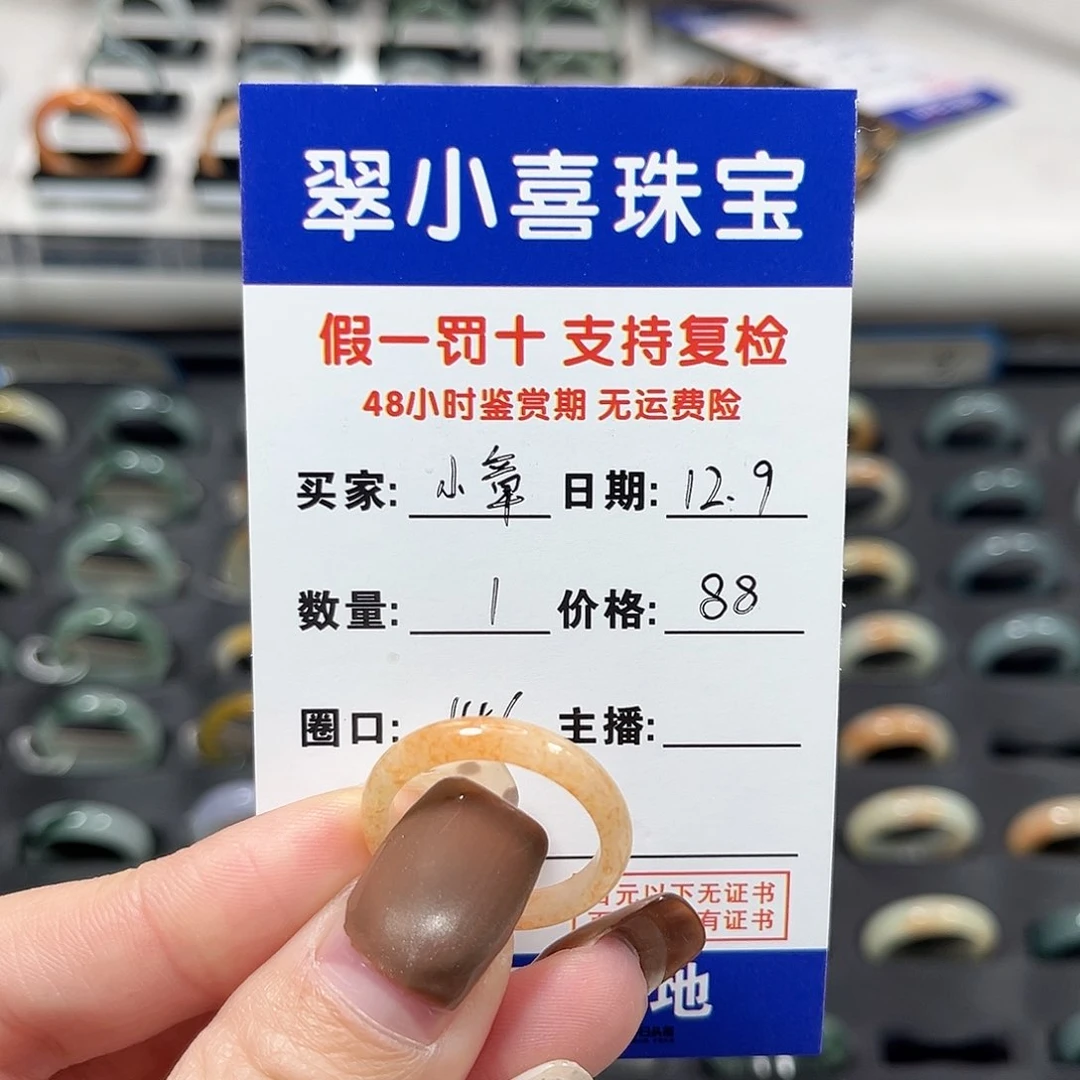 翠小喜珠宝
假一罚十 支持复检
48小时鉴赏期 无运费险
买家: 小章 日期: 12.9
数量: 1 价格: 88
圈口: 主播:
元以下无证书
有证书
地